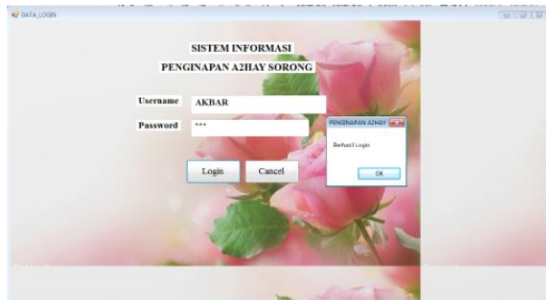 DATA_LOGIN
SISTEM INFORMASI
PENGINAPAN A2HAY SORONG
Username AKBAR
Password ***
PENGINAPAN A2HAY
Berhasil Login
OK
Login Cancel